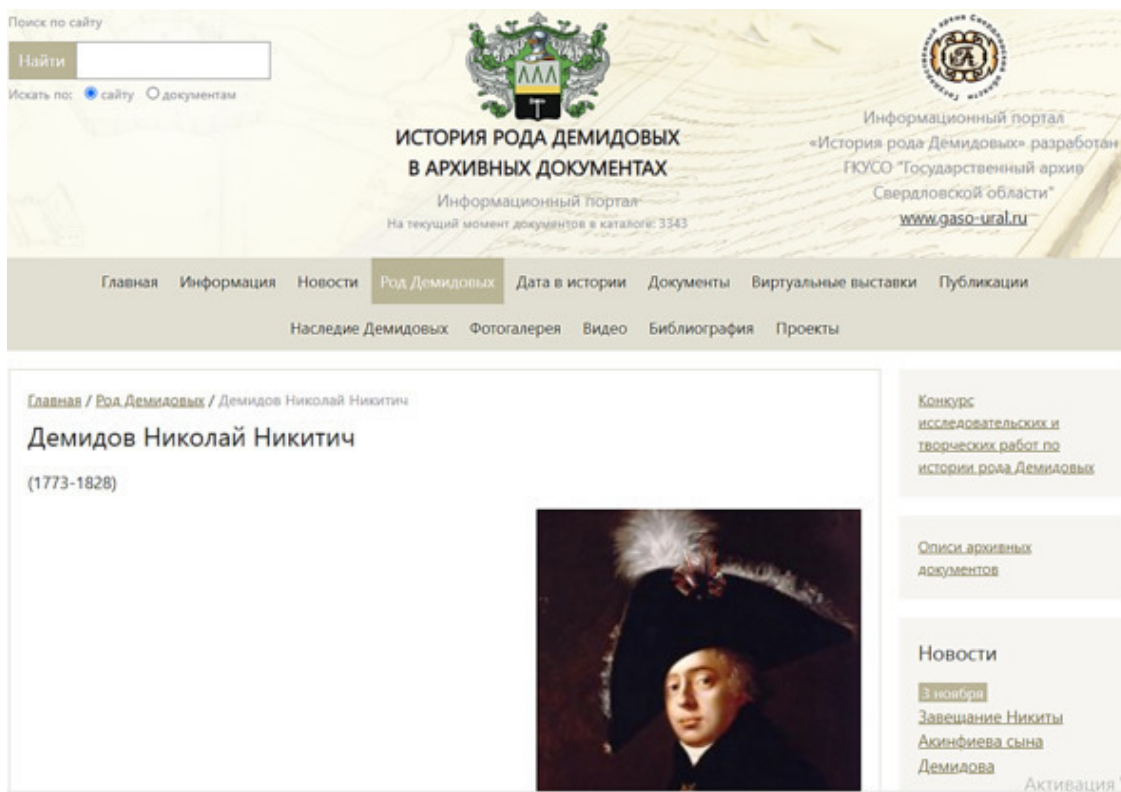 Поиск по сайту
Найти
Искать по: сайту документам
ИСТОРИЯ РОДА ДЕМИДОВЫХ
В АРХИВНЫХ ДОКУМЕНТАХ
Информационный портал
На текущий момент документов в каталоге: 3343
Государственный архив Свердловской области
Информационный портал
«История рода Демидовых» разработан
ГКУСО "Государственный архив
Свердловской области"
www.gaso-ural.ru
Главная Информация Новости Род Демидовых Дата в истории Документы Виртуальные выставки Публикации
Наследие Демидовых Фотогалерея Видео Библиография Проекты
Главная / Род Демидовых / Демидов Николай Никитич
Демидов Николай Никитич
(1773-1828)
Конкурс
исследовательских и
творческих работ по
истории рода Демидовых
Описи архивных
документов
Новости
3 ноября
Завещание Никиты
Акинфиева сына
Демидова
Активация